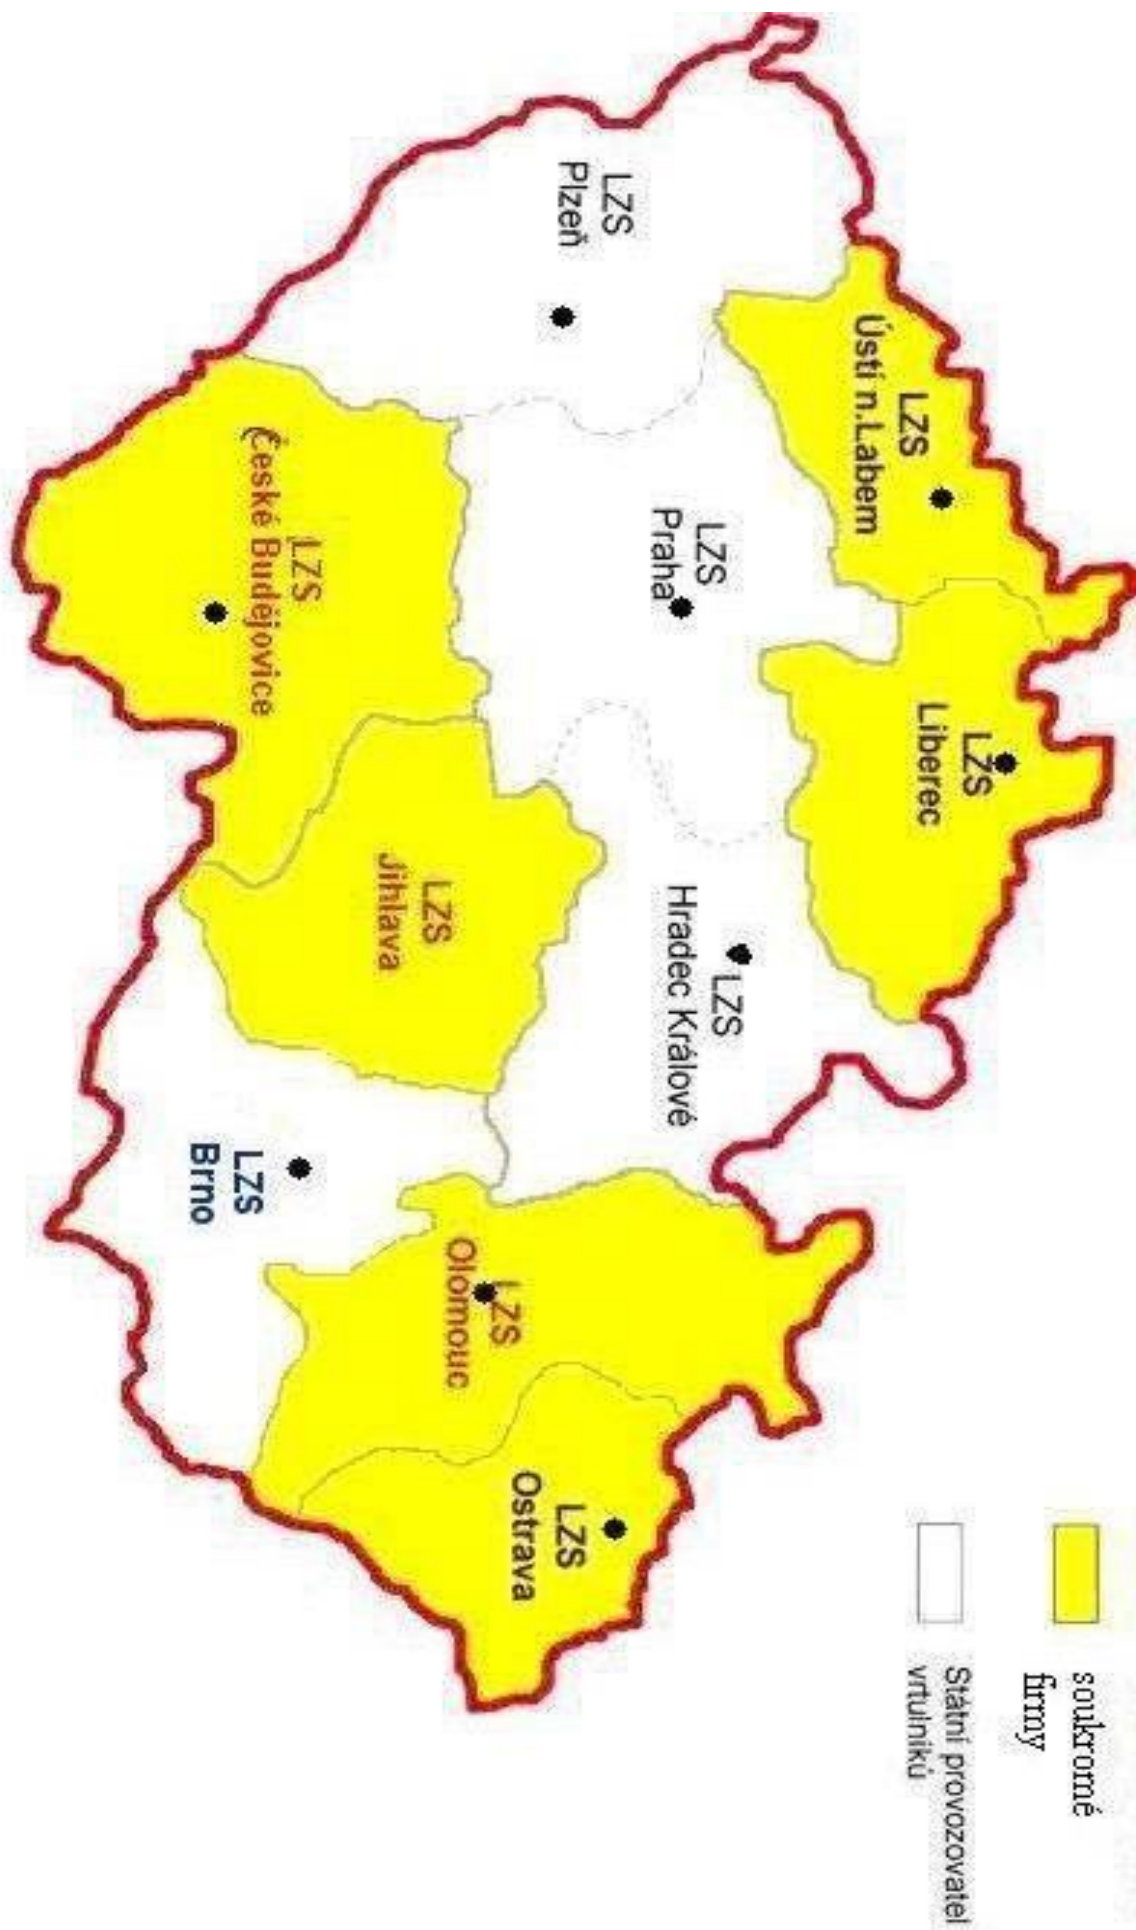 soukromé
firmy
Státní provozovatel
vrtulníků
LZS
Ústí n.Labem
LZS
Liberec
LZS
Plzeň
LZS
Praha
LZS
Hradec Králové
LZS
České Budějovice
LZS
Jihlava
LZS
Brno
LZS
Olomouc
LZS
Ostrava